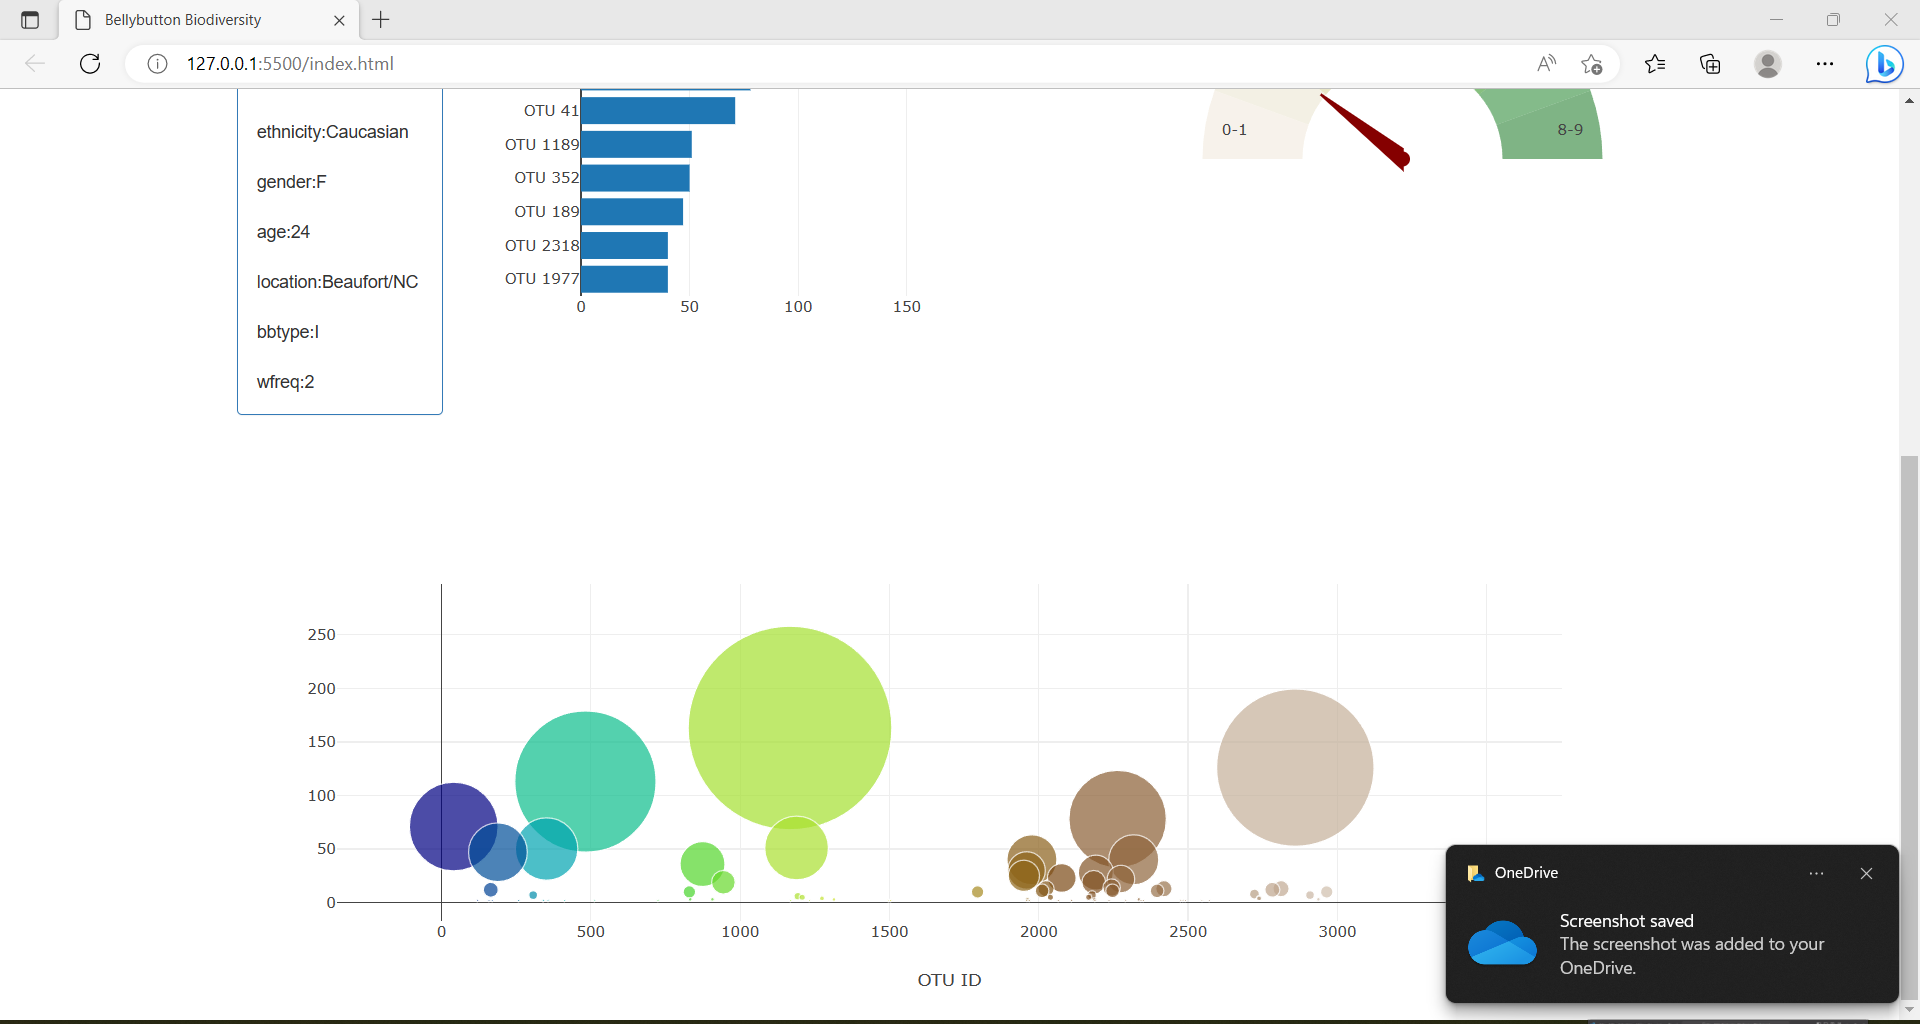 Bellybutton Biodiversity
127.0.0.1:5500/index.html
ethnicity:Caucasian
gender:F
age:24
location:Beaufort/NC
bbtype:I
wfreq:2
OTU 41
OTU 1189
OTU 352
OTU 189
OTU 2318
OTU 1977
0 50 100 150
0-1
8-9
250
200
150
100
50
0
0 500 1000 1500 2000 2500 3000
OTU ID
OneDrive
Screenshot saved
The screenshot was added to your
OneDrive.